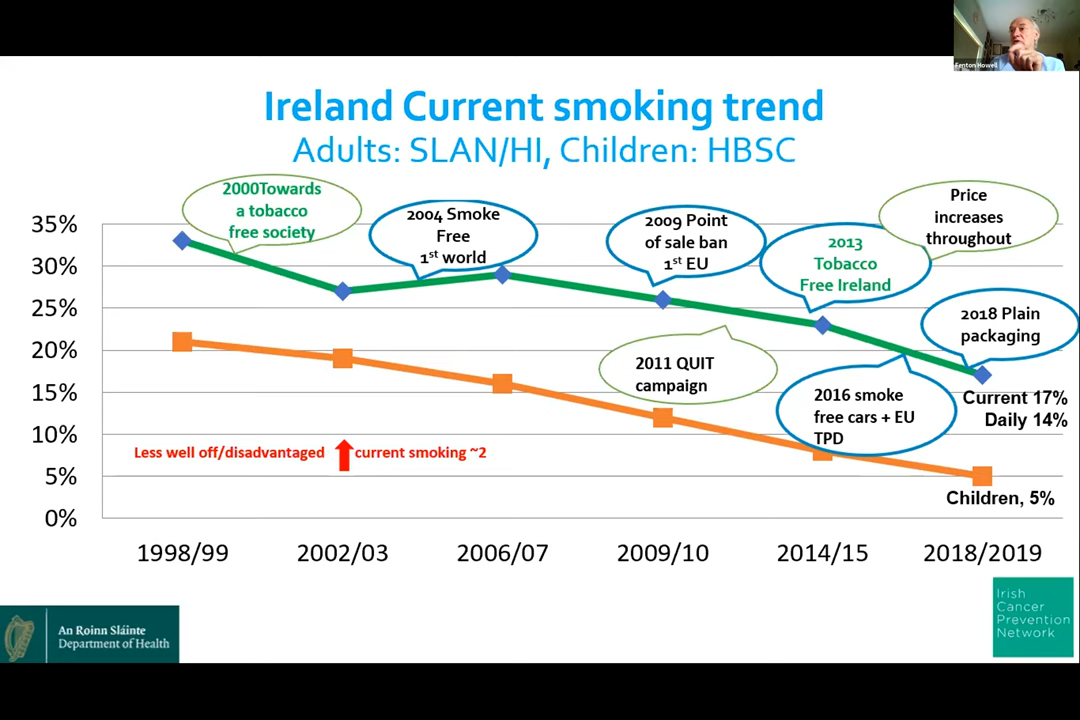 Fenton Howell
Ireland Current smoking trend
Adults: SLAN/HI, Children: HBSC
2000Towards
a tobacco
free society
2004 Smoke
Free
1st world
2009 Point
of sale ban
1st EU
2013
Tobacco
Free Ireland
Price
increases
throughout
2018 Plain
packaging
2011 QUIT
campaign
2016 smoke
free cars + EU
TPD
Current 17%
Daily 14%
Less well off/disadvantaged
current smoking ~2
Children, 5%
35%
30%
25%
20%
15%
10%
5%
0%
1998/99
2002/03
2006/07
2009/10
2014/15
2018/2019
An Roinn Sláinte
Department of Health
Irish
Cancer
Prevention
Network